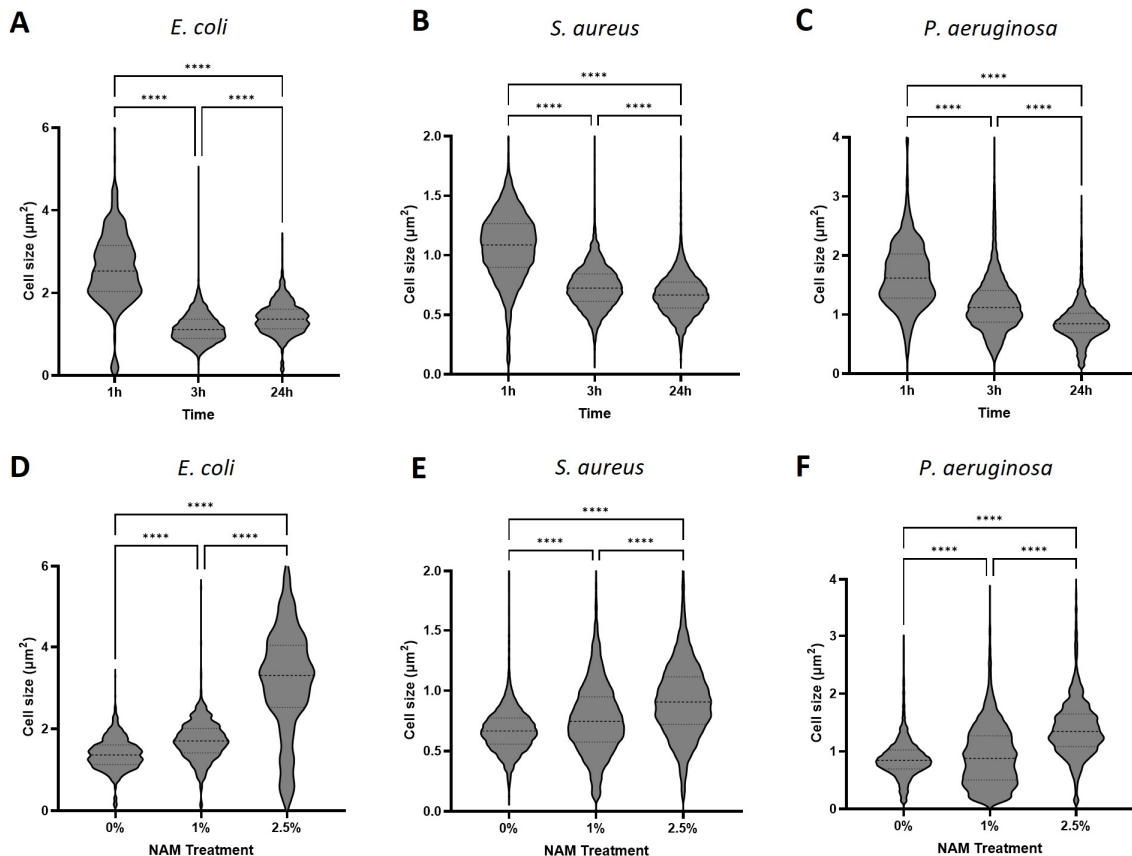 A
E. coli
****
**** ****
6
4
2
0
Cell size (µm²)
1h 3h 24h
Time
B
S. aureus
****
**** ****
2.0
1.5
1.0
0.5
0.0
Cell size (µm²)
1h 3h 24h
Time
C
P. aeruginosa
****
**** ****
4
3
2
1
0
Cell size (µm²)
1h 3h 24h
Time
D
E. coli
****
**** ****
6
4
2
0
Cell size (µm²)
0% 1% 2.5%
NAM Treatment
E
S. aureus
****
**** ****
2.0
1.5
1.0
0.5
0.0
Cell size (µm²)
0% 1% 2.5%
NAM Treatment
F
P. aeruginosa
****
**** ****
4
3
2
1
0
Cell size (µm²)
0% 1% 2.5%
NAM Treatment